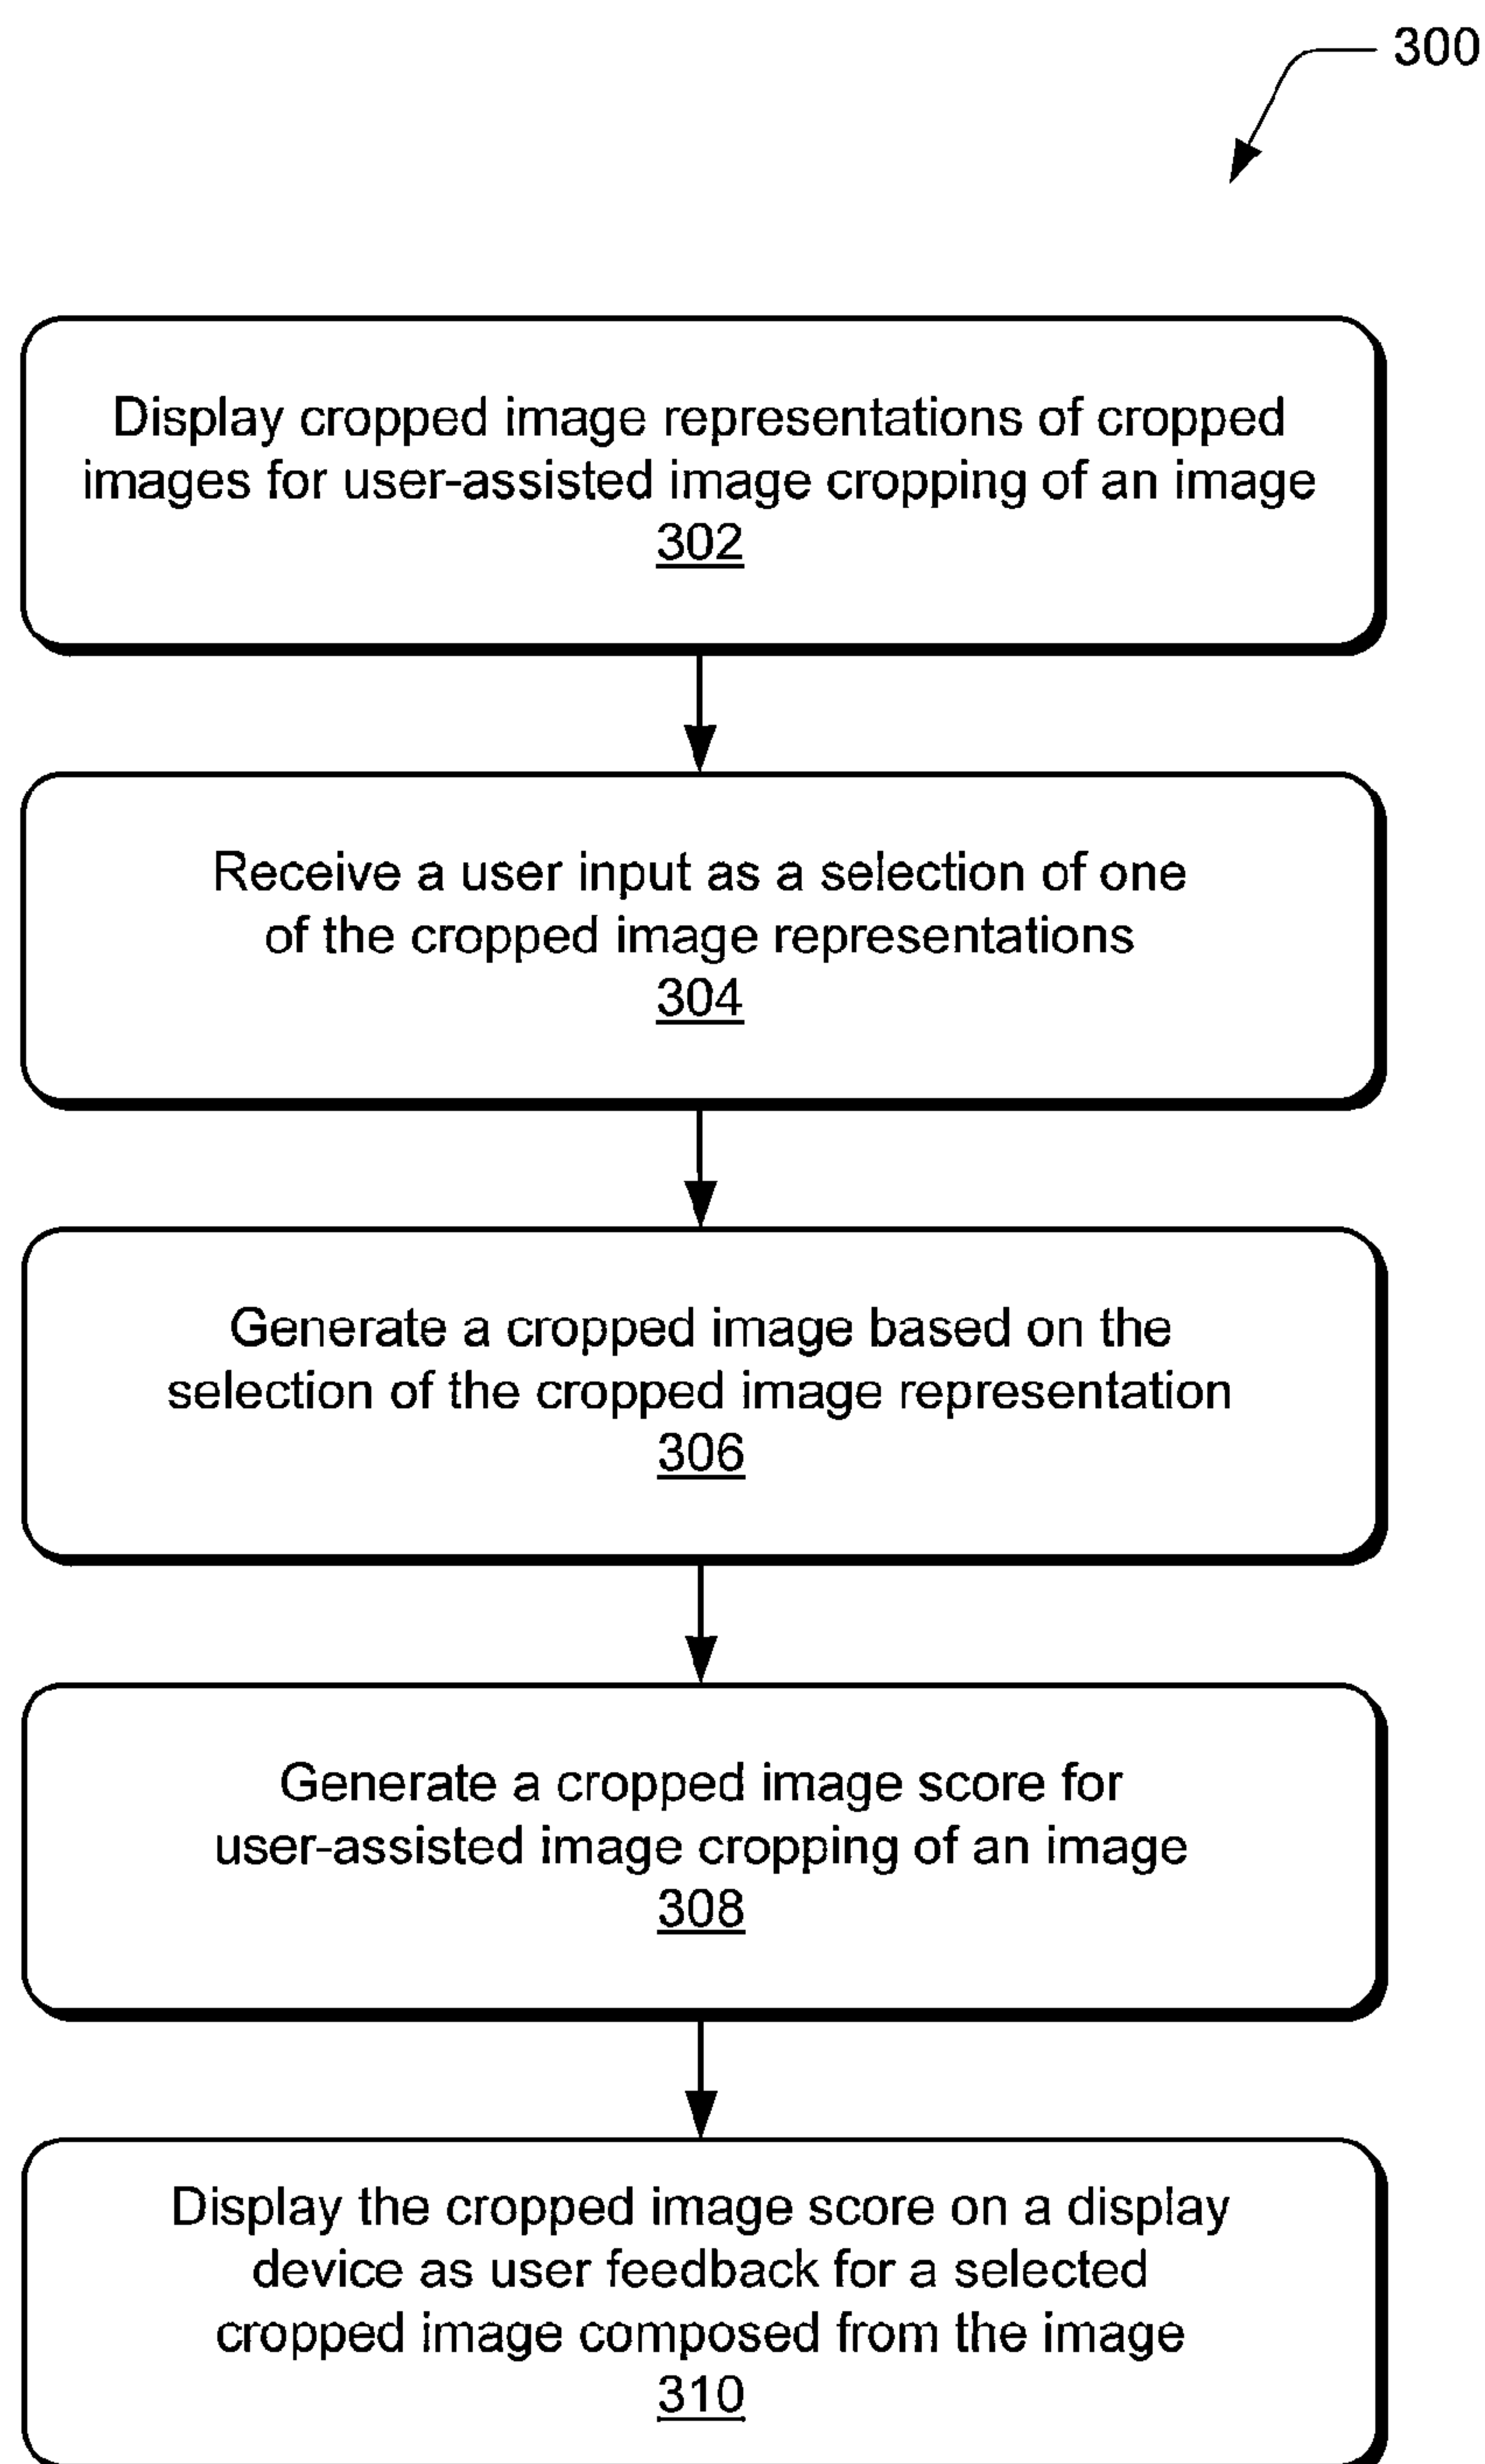 300
Display cropped image representations of cropped
images for user-assisted image cropping of an image
302
Receive a user input as a selection of one
of the cropped image representations
304
Generate a cropped image based on the
selection of the cropped image representation
306
Generate a cropped image score for
user-assisted image cropping of an image
308
Display the cropped image score on a display
device as user feedback for a selected
cropped image composed from the image
310